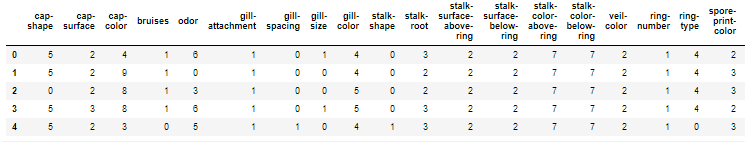 cap-shape cap-surface cap-color bruises odor gill-attachment gill-spacing gill-size gill-color stalk-shape stalk-root stalk-surface-above-ring stalk-surface-below-ring stalk-color-above-ring stalk-color-below-ring veil-color ring-number ring-type spore-print-color
0 5 2 4 1 6 1 0 1 4 0 3 2 2 7 7 2 1 4 2
1 5 2 9 1 0 1 0 0 4 0 2 2 2 7 7 2 1 4 3
2 0 2 8 1 3 1 0 0 5 0 2 2 2 7 7 2 1 4 3
3 5 3 8 1 6 1 0 1 5 0 3 2 2 7 7 2 1 4 2
4 5 2 3 0 5 1 1 0 4 1 3 2 2 7 7 2 1 0 3